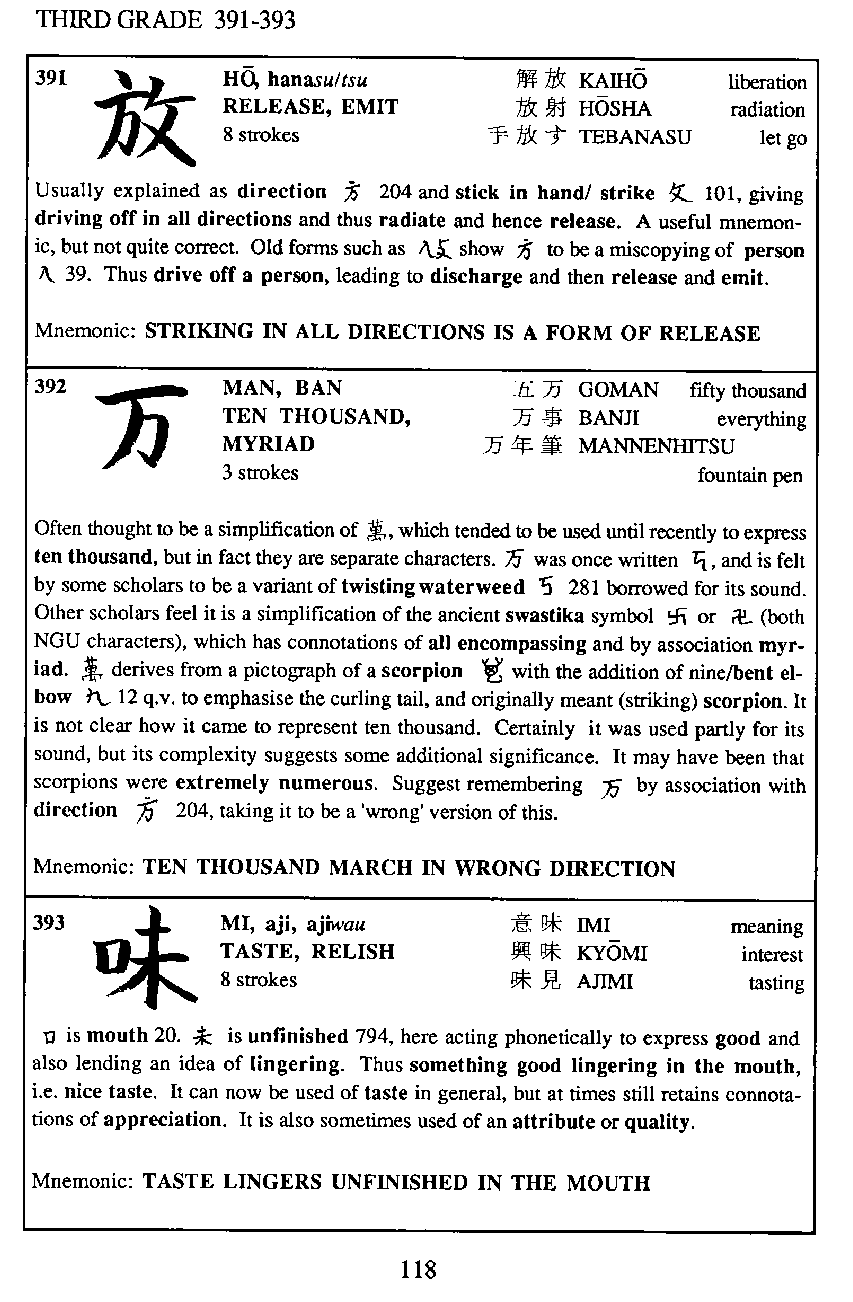 THIRD GRADE 391-393
391 放 HŌ, hanasu/tsu 解放 KAIHŌ liberation
RELEASE, EMIT 放射 HŌSHA radiation
8 strokes 手放す TEBANASU let go
Usually explained as direction 方 204 and stick in hand/ strike 攵 101, giving
driving off in all directions and thus radiate and hence release. A useful mnemon-
ic, but not quite correct. Old forms such as show 方 to be a miscopying of person
人 39. Thus drive off a person, leading to discharge and then release and emit.
Mnemonic: STRIKING IN ALL DIRECTIONS IS A FORM OF RELEASE
392 万 MAN, BAN 五万 GOMAN fifty thousand
TEN THOUSAND, 万事 BANJI everything
MYRIAD 万年筆 MANNENHITSU
3 strokes fountain pen
Often thought to be a simplification of 萬, which tended to be used until recently to express
ten thousand, but in fact they are separate characters. 万 was once written , and is felt
by some scholars to be a variant of twisting waterweed 丂 281 borrowed for its sound.
Other scholars feel it is a simplification of the ancient swastika symbol 卐 or 卍 (both
NGU characters), which has connotations of all encompassing and by association myr-
iad. 萬 derives from a pictograph of a scorpion with the addition of nine/bent el-
bow 九 12 q.v. to emphasise the curling tail, and originally meant (striking) scorpion. It
is not clear how it came to represent ten thousand. Certainly it was used partly for its
sound, but its complexity suggests some additional significance. It may have been that
scorpions were extremely numerous. Suggest remembering 万 by association with
direction 方 204, taking it to be a 'wrong' version of this.
Mnemonic: TEN THOUSAND MARCH IN WRONG DIRECTION
393 味 MI, aji, ajiwau 意味 IMI meaning
TASTE, RELISH 興味 KYŌMI interest
8 strokes 味見 AJIMI tasting
口 is mouth 20. 未 is unfinished 794, here acting phonetically to express good and
also lending an idea of lingering. Thus something good lingering in the mouth,
i.e. nice taste. It can now be used of taste in general, but at times still retains connota-
tions of appreciation. It is also sometimes used of an attribute or quality.
Mnemonic: TASTE LINGERS UNFINISHED IN THE MOUTH
118